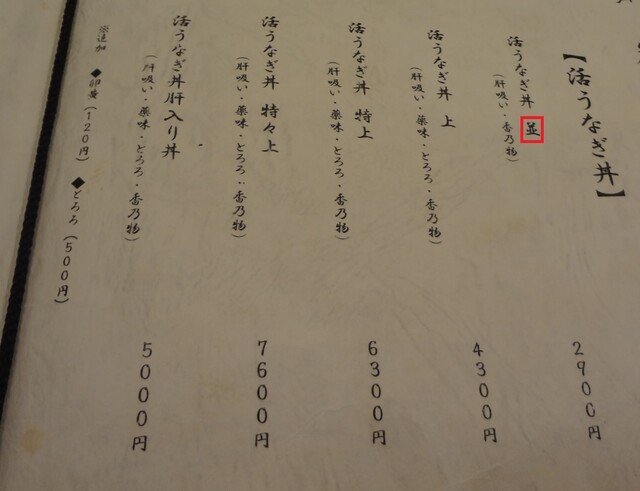 【活うなぎ丼】
活うなぎ丼 並
(肝吸い・香乃物)
2900円
活うなぎ丼 上
(肝吸い・薬味・とろろ・香乃物)
4300円
活うなぎ丼 特上
(肝吸い・薬味・とろろ・香乃物)
6300円
活うなぎ丼 特々上
(肝吸い・薬味・とろろ・香乃物)
7600円
活うなぎ丼肝入り丼
(肝吸い・薬味・とろろ・香乃物)
5000円
※追加 ◆卵黄(120円) ◆とろろ(500円)